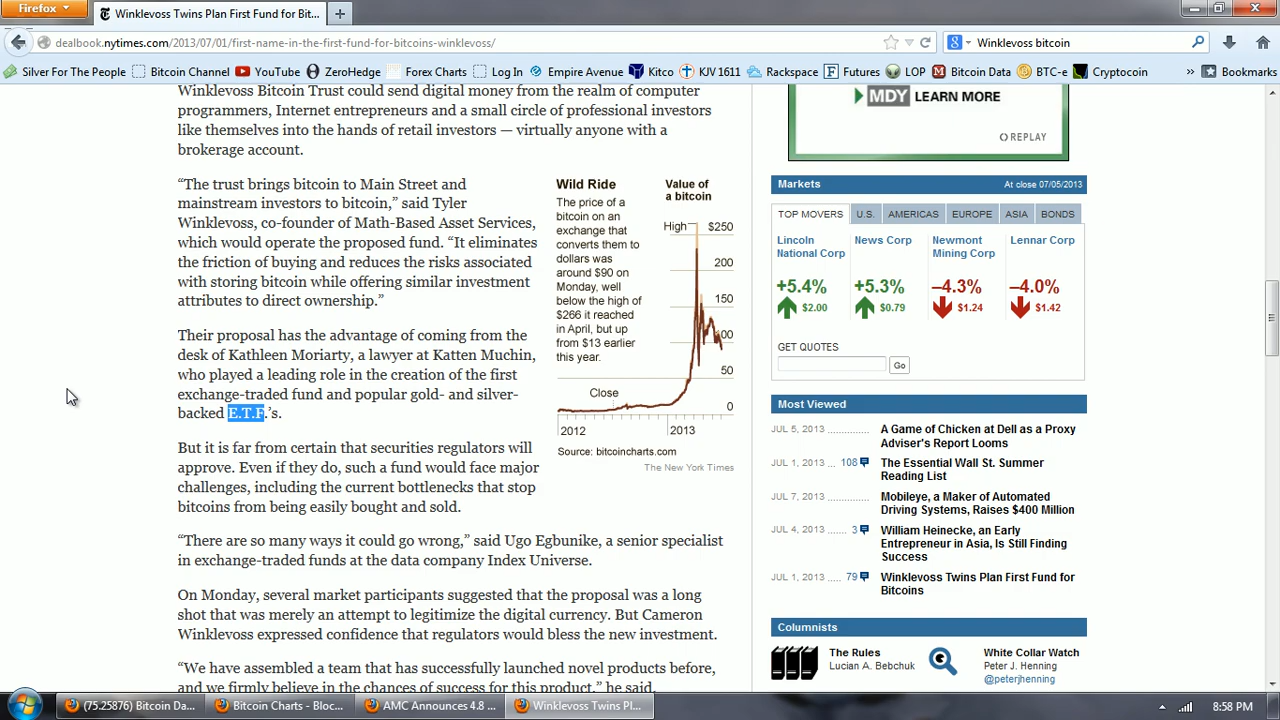 Firefox
Winklevoss Twins Plan First Fund for Bit...
dealbook.nytimes.com/2013/07/01/first-name-in-the-first-fund-for-bitcoins-winklevoss/
Winklevoss bitcoin
Silver For The People
Bitcoin Channel
YouTube
ZeroHedge
Forex Charts
Log In
Empire Avenue
Kitco
KJV 1611
Rackspace
Futures
LOP
Bitcoin Data
BTC-e
Cryptocoin
»
Bookmarks
Winklevoss Bitcoin Trust could send digital money from the realm of computer
programmers, Internet entrepreneurs and a small circle of professional investors
like themselves into the hands of retail investors — virtually anyone with a
brokerage account.
“The trust brings bitcoin to Main Street and
mainstream investors to bitcoin,” said Tyler
Winklevoss, co-founder of Math-Based Asset Services,
which would operate the proposed fund. “It eliminates
the friction of buying and reduces the risks associated
with storing bitcoin while offering similar investment
attributes to direct ownership.”
Their proposal has the advantage of coming from the
desk of Kathleen Moriarty, a lawyer at Katten Muchin,
who played a leading role in the creation of the first
exchange-traded fund and popular gold- and silver-
backed E.T.F.’s.
But it is far from certain that securities regulators will
approve. Even if they do, such a fund would face major
challenges, including the current bottlenecks that stop
bitcoins from being easily bought and sold.
“There are so many ways it could go wrong,” said Ugo Egbunike, a senior specialist
in exchange-traded funds at the data company Index Universe.
On Monday, several market participants suggested that the proposal was a long
shot that was merely an attempt to legitimize the digital currency. But Cameron
Winklevoss expressed confidence that regulators would bless the new investment.
“We have assembled a team that has successfully launched novel products before,
and we firmly believe in the chances of success for this product,” he said.
Wild Ride
The price of a
bitcoin on an
exchange that
converts them to
dollars was
around $90 on
Monday, well
below the high of
$266 it reached
in April, but up
from $13 earlier
this year.
Value of
a bitcoin
High
$250
200
150
100
50
0
Close
2012
2013
Source: bitcoincharts.com
The New York Times
MDY LEARN MORE
REPLAY
Markets
At close 07/05/2013
TOP MOVERS
U.S.
AMERICAS
EUROPE
ASIA
BONDS
Lincoln
National Corp
+5.4%
$2.00
News Corp
+5.3%
$0.79
Newmont
Mining Corp
–4.3%
$1.24
Lennar Corp
–4.0%
$1.42
GET QUOTES
Go
Most Viewed
JUL 5, 2013 ............... A Game of Chicken at Dell as a Proxy
Adviser's Report Looms
JUL 1, 2013 .... 108 The Essential Wall St. Summer
Reading List
JUL 7, 2013 ............... Mobileye, a Maker of Automated
Driving Systems, Raises $400 Million
JUL 4, 2013 ....... 3 William Heinecke, an Early
Entrepreneur in Asia, Is Still Finding
Success
JUL 1, 2013 ..... 79 Winklevoss Twins Plan First Fund for
Bitcoins
Columnists
The Rules
Lucian A. Bebchuk
White Collar Watch
Peter J. Henning
@peterjhenning
(75.25876) Bitcoin Da...
Bitcoin Charts - Bloc...
AMC Announces 4.8 ...
Winklevoss Twins Pl...
8:58 PM